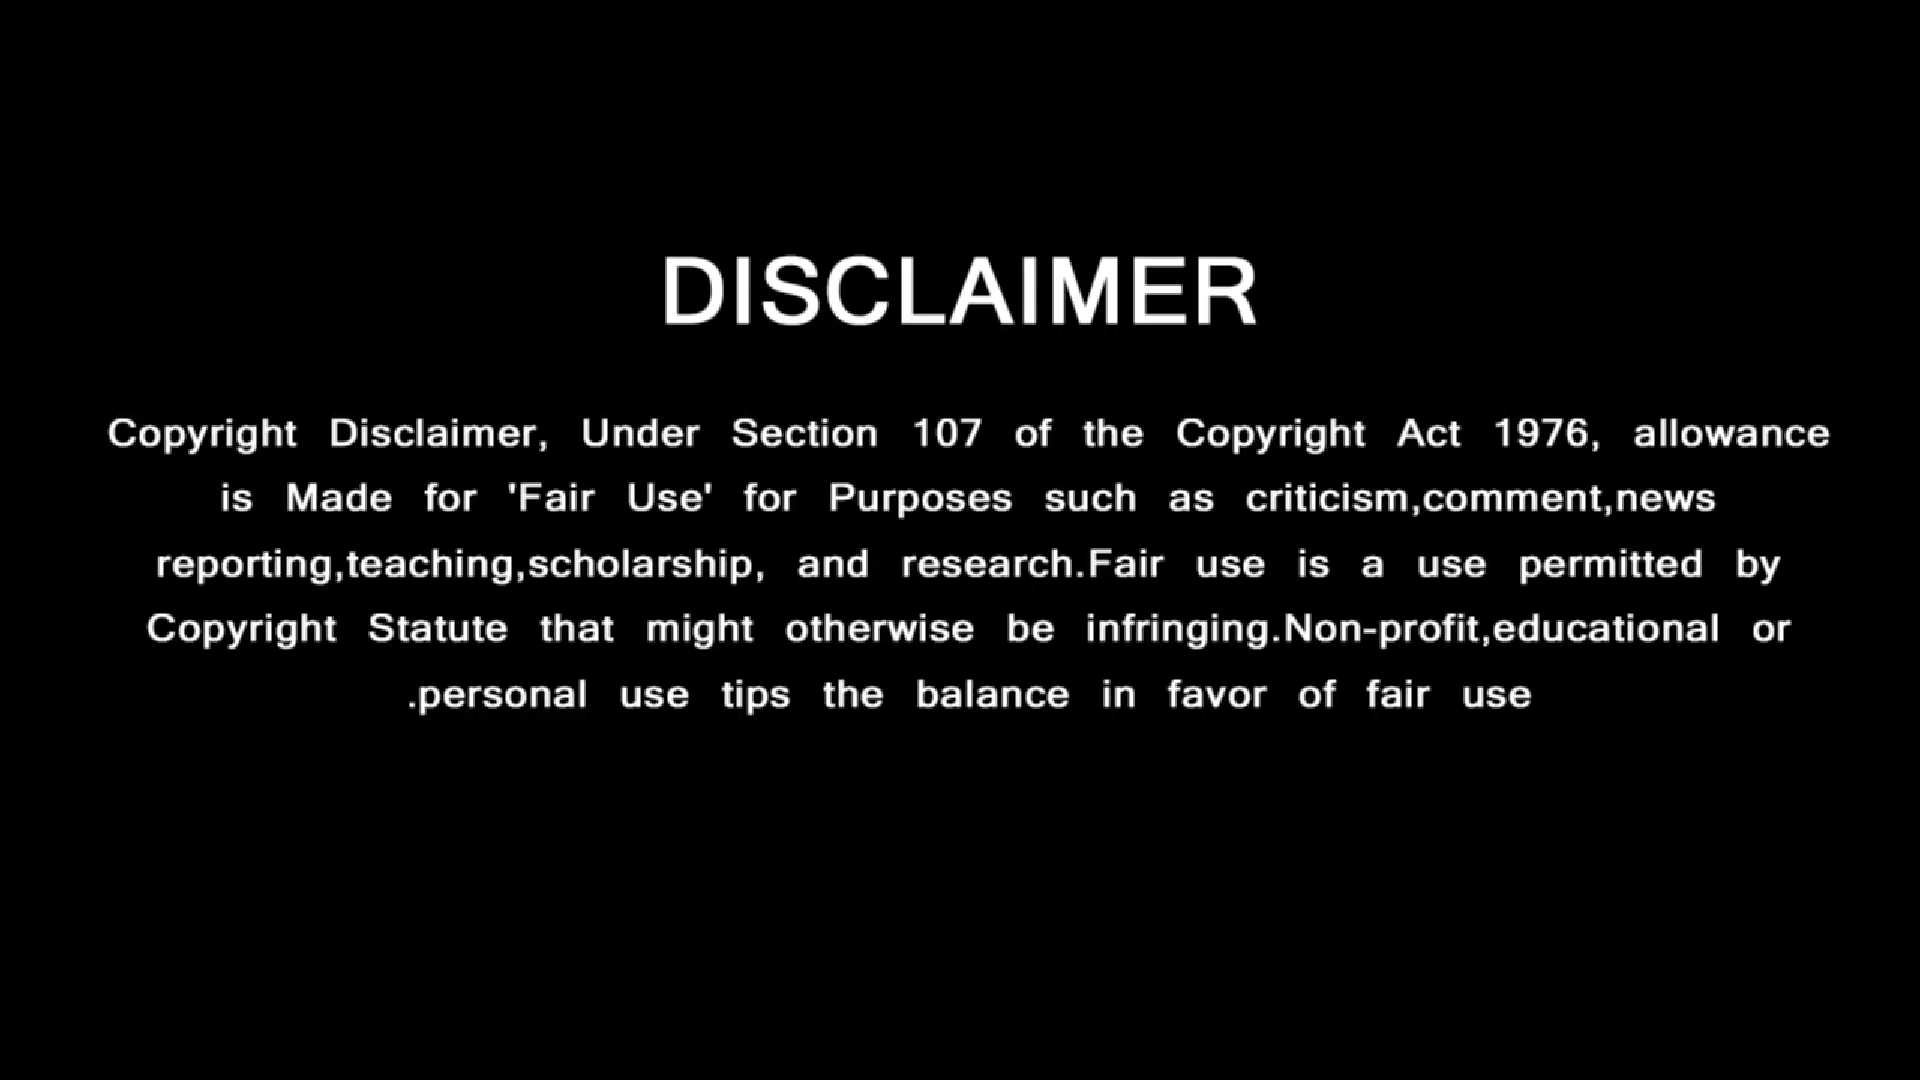 DISCLAIMER
Copyright Disclaimer, Under Section 107 of the Copyright Act 1976, allowance
is Made for 'Fair Use' for Purposes such as criticism,comment,news
reporting,teaching,scholarship, and research.Fair use is a use permitted by
Copyright Statute that might otherwise be infringing.Non-profit,educational or
.personal use tips the balance in favor of fair use